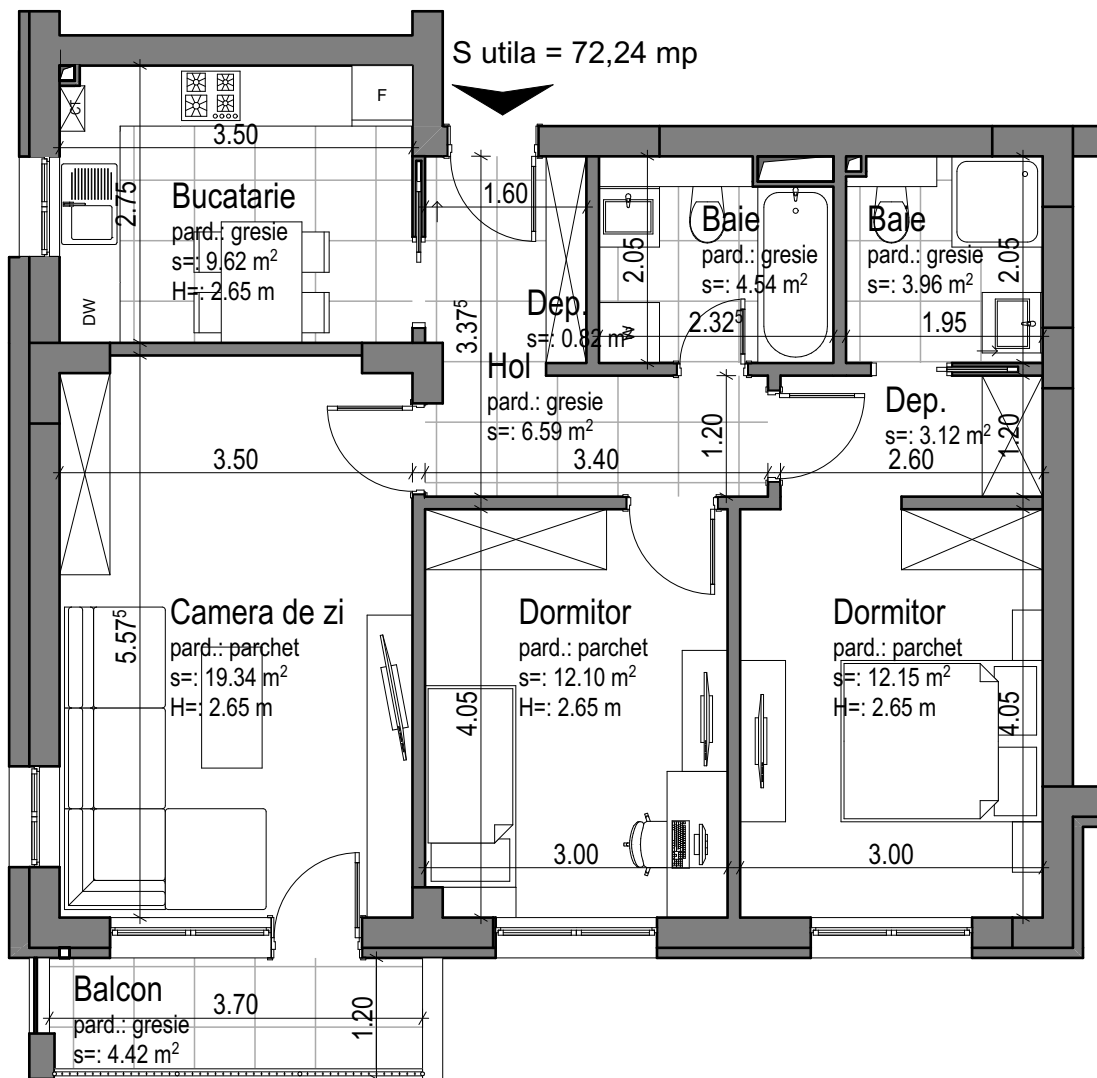 S utila = 72,24 mp
CT
F
3.50
2.75
Bucatarie
pard.: gresie
s=: 9.62 m²
H=: 2.65 m
DW
1.60
3.37⁵
Dep.
s=: 0.82 m²
Hol
pard.: gresie
s=: 6.59 m²
Baie
pard.: gresie
s=: 4.54 m²
2.05
2.32⁵
Baie
pard.: gresie
s=: 3.96 m²
2.05
1.95
Dep.
s=: 3.12 m²
1.20
2.60
3.50
3.40
1.20
Camera de zi
pard.: parchet
s=: 19.34 m²
H=: 2.65 m
5.57⁵
Dormitor
pard.: parchet
s=: 12.10 m²
H=: 2.65 m
4.05
3.00
Dormitor
pard.: parchet
s=: 12.15 m²
H=: 2.65 m
4.05
3.00
Balcon
pard.: gresie
s=: 4.42 m²
3.70
1.20